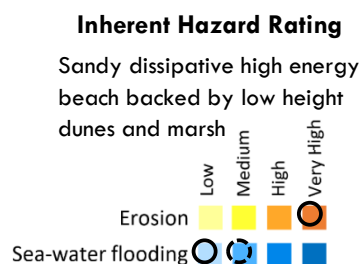 Inherent Hazard Rating
Sandy dissipative high energy
beach backed by low height
dunes and marsh
Low
Medium
High
Very High
Erosion
Sea-water flooding